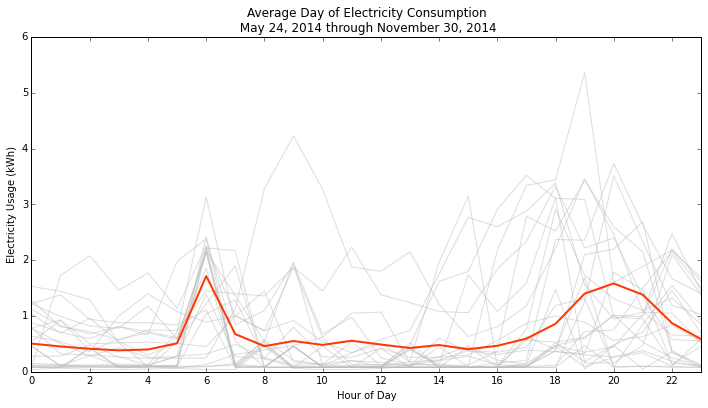 Average Day of Electricity Consumption
May 24, 2014 through November 30, 2014
6
5
4
3
2
1
0
Electricity Usage (kWh)
0 2 4 6 8 10 12 14 16 18 20 22
Hour of Day